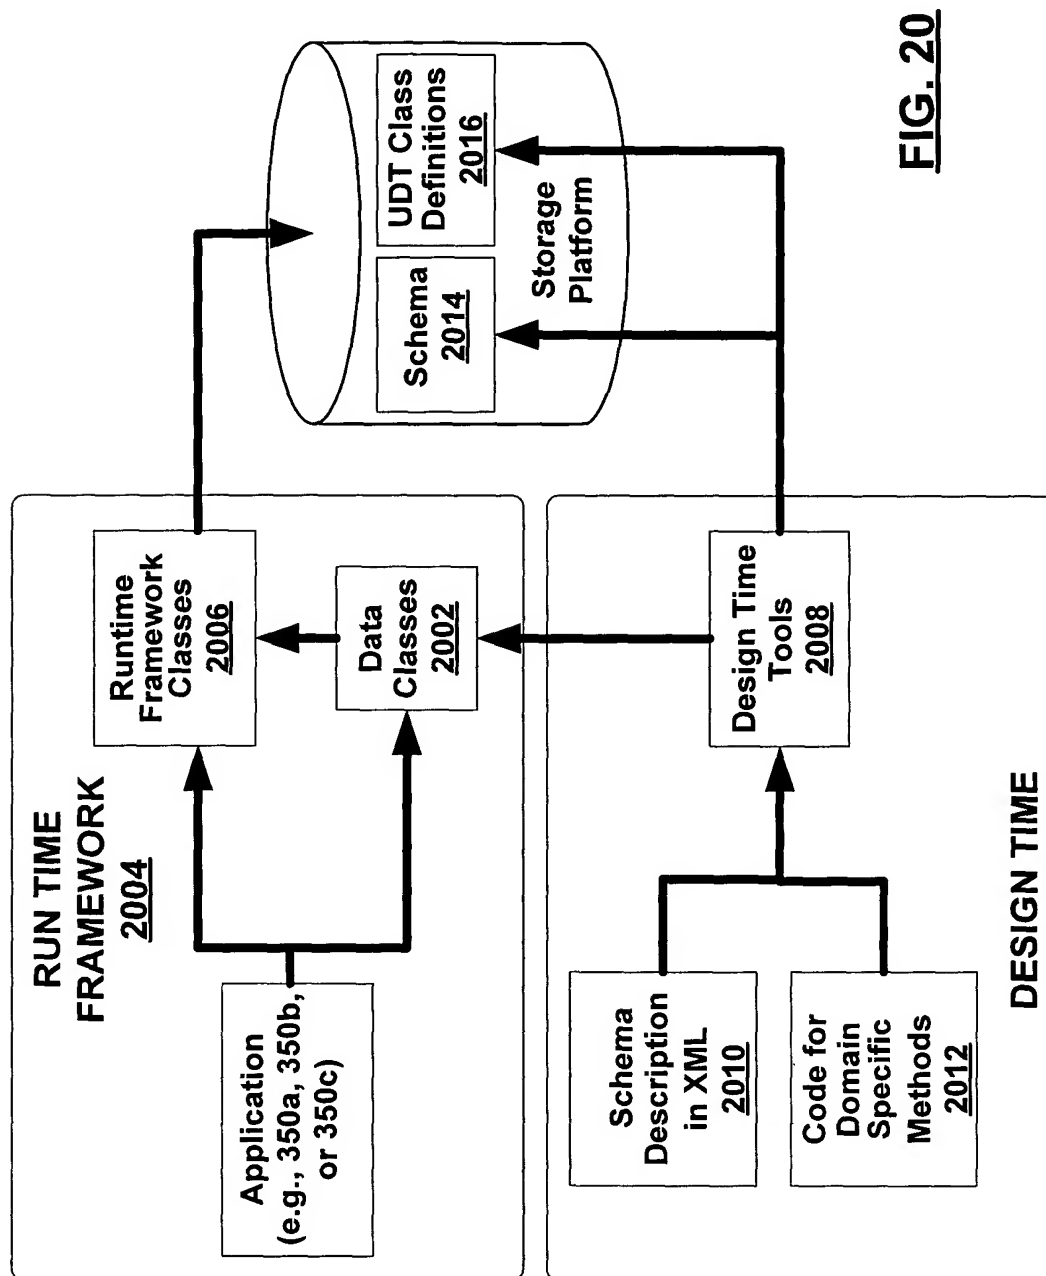 RUN TIME
FRAMEWORK
2004
Application
(e.g., 350a, 350b,
or 350c)
Runtime
Framework
Classes
2006
Data
Classes
2002
Schema
2014
UDT Class
Definitions
2016
Storage
Platform
Schema
Description
in XML
2010
Code for
Domain
Specific
Methods
2012
Design Time
Tools
2008
DESIGN TIME
FIG. 20